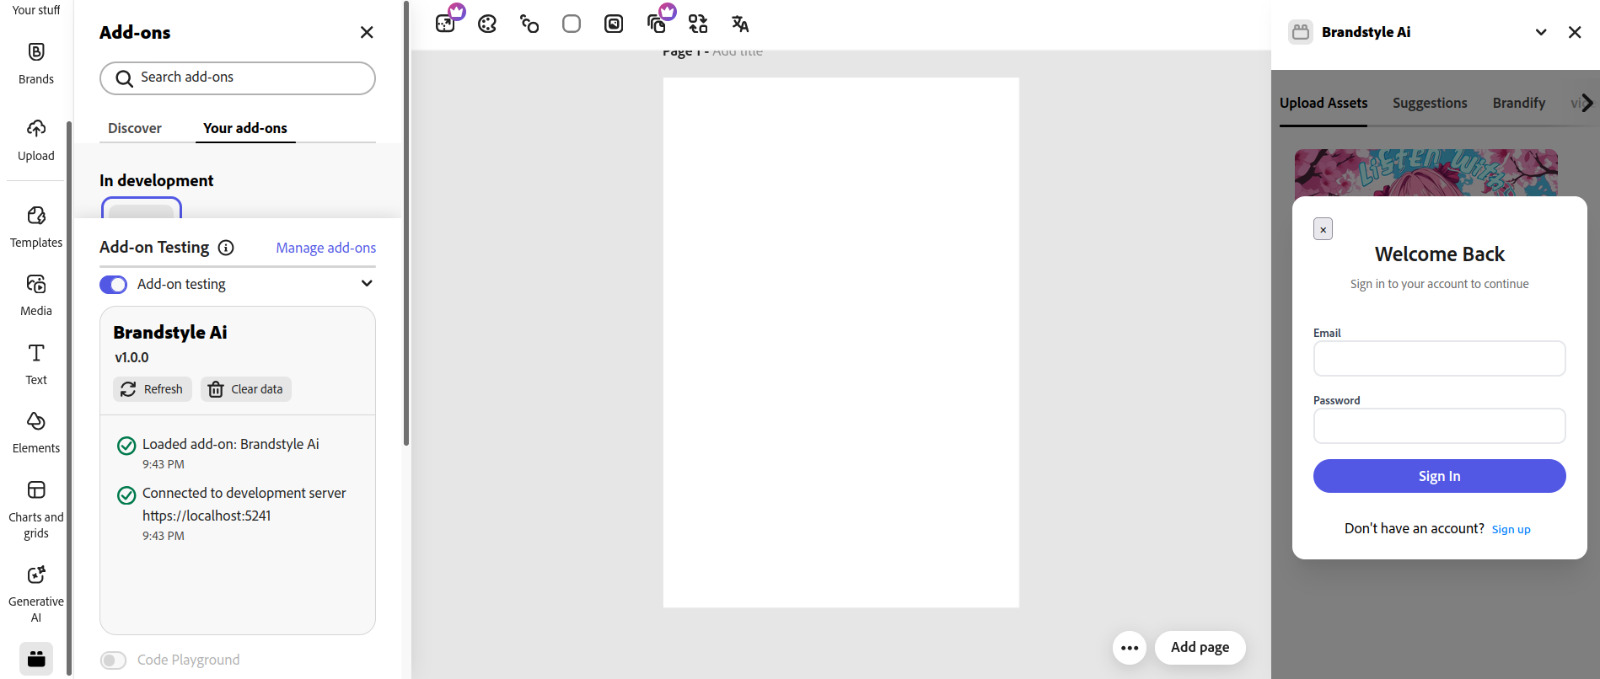 Your stuff
Brands
Upload
Templates
Media
Text
Elements
Charts and
grids
Generative
AI
Add-ons
Search add-ons
Discover
Your add-ons
In development
Add-on Testing
Manage add-ons
Add-on testing
Brandstyle Ai
v1.0.0
Refresh
Clear data
Loaded add-on: Brandstyle Ai
9:43 PM
Connected to development server
https://localhost:5241
9:43 PM
Code Playground
Page 1 - Add title
Add page
Brandstyle Ai
Upload Assets
Suggestions
Brandify
LiSTEN WITH
Welcome Back
Sign in to your account to continue
Email
Password
Sign In
Don't have an account? Sign up